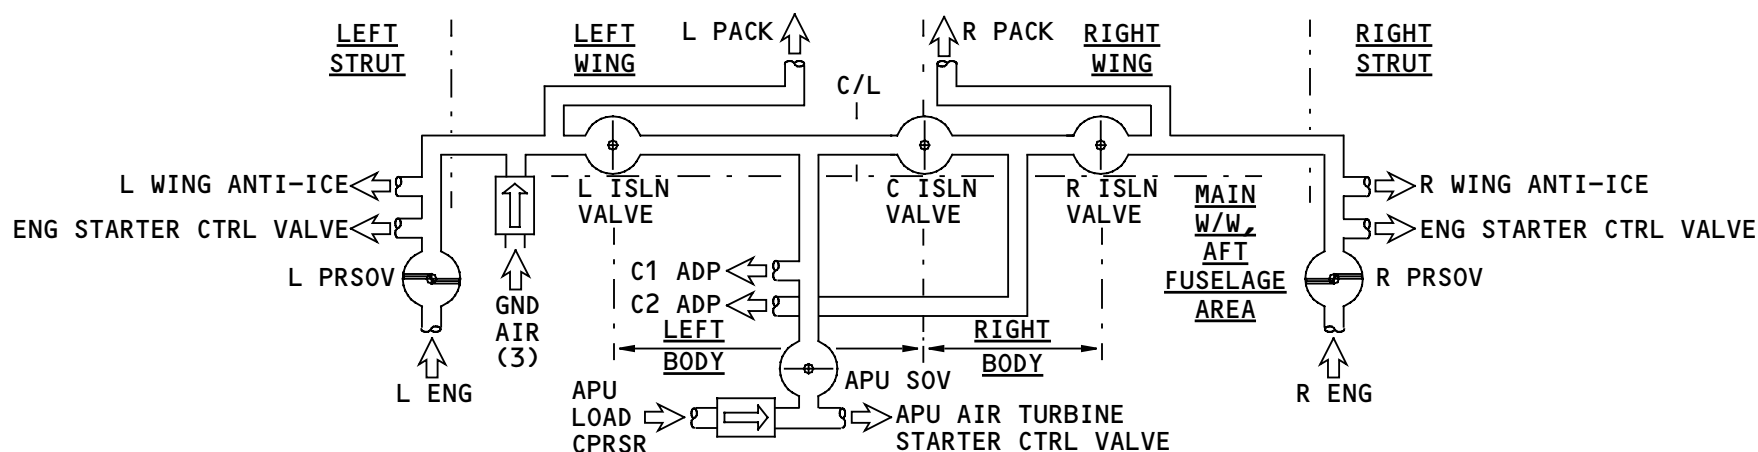 LEFT
STRUT
LEFT
WING
L PACK
R PACK
RIGHT
WING
RIGHT
STRUT
C/L
L WING ANTI-ICE
ENG STARTER CTRL VALVE
L PRSOV
L ENG
GND
AIR
(3)
L ISLN
VALVE
C ISLN
VALVE
R ISLN
VALVE
MAIN
W/W,
AFT
FUSELAGE
AREA
R WING ANTI-ICE
ENG STARTER CTRL VALVE
R PRSOV
R ENG
C1 ADP
C2 ADP
LEFT
BODY
RIGHT
BODY
APU SOV
APU
LOAD
CPRSR
APU AIR TURBINE
STARTER CTRL VALVE